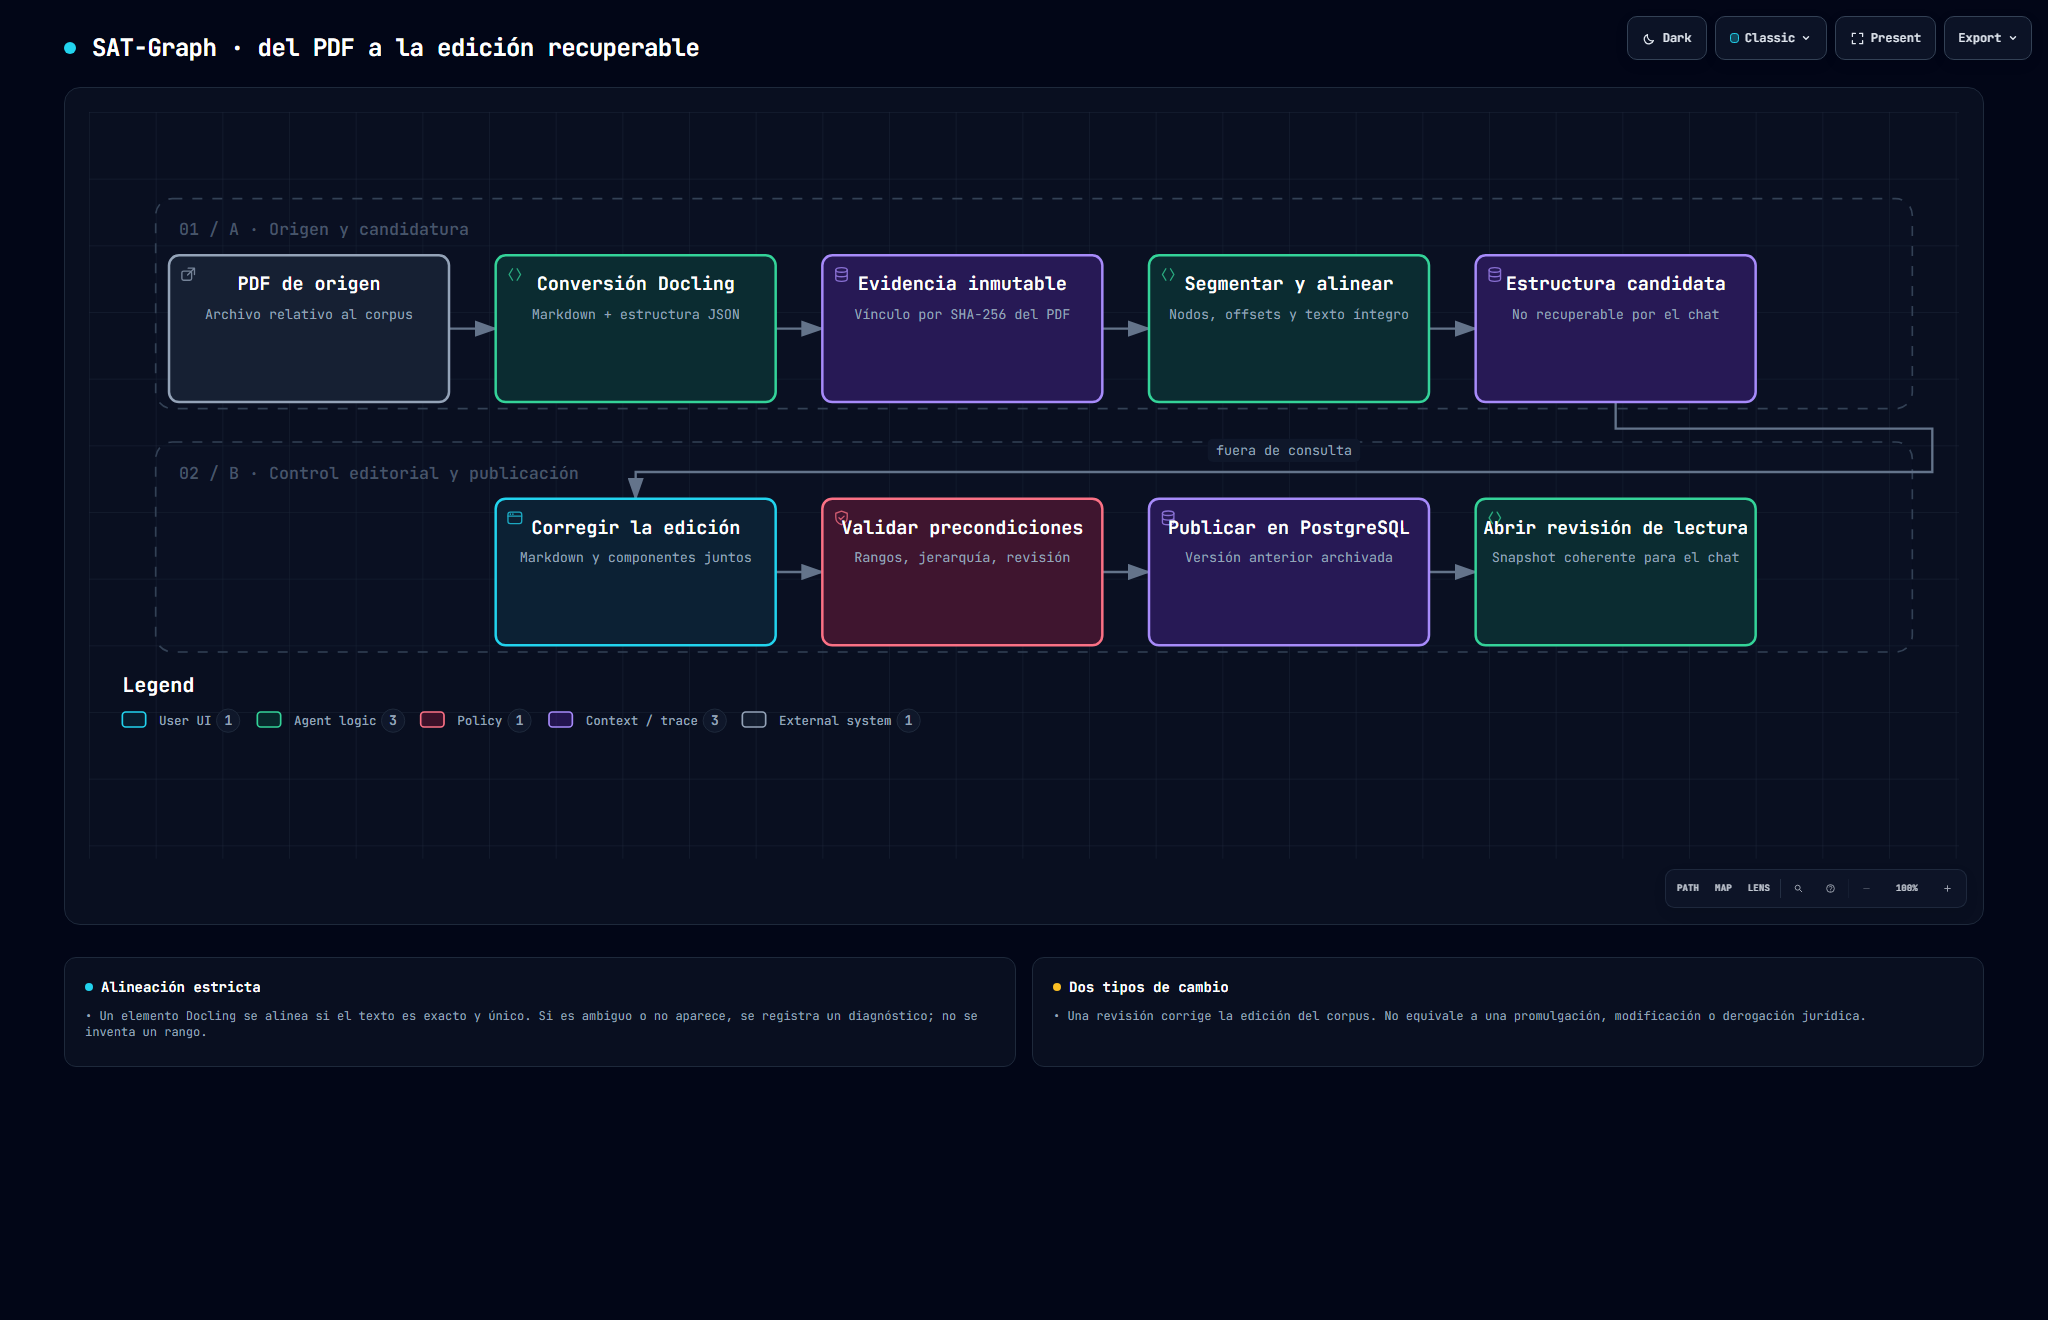 SAT-Graph · del PDF a la edición recuperable
Dark
Classic
Present
Export
01 / A · Origen y candidatura
PDF de origen
Archivo relativo al corpus
Conversión Docling
Markdown + estructura JSON
Evidencia inmutable
Vínculo por SHA-256 del PDF
Segmentar y alinear
Nodos, offsets y texto íntegro
Estructura candidata
No recuperable por el chat
fuera de consulta
02 / B · Control editorial y publicación
Corregir la edición
Markdown y componentes juntos
Validar precondiciones
Rangos, jerarquía, revisión
Publicar en PostgreSQL
Versión anterior archivada
Abrir revisión de lectura
Snapshot coherente para el chat
Legend
User UI 1
Agent logic 3
Policy 1
Context / trace 3
External system 1
PATH MAP LENS − 100% +
Alineación estricta
• Un elemento Docling se alinea si el texto es exacto y único. Si es ambiguo o no aparece, se registra un diagnóstico; no se
inventa un rango.
Dos tipos de cambio
• Una revisión corrige la edición del corpus. No equivale a una promulgación, modificación o derogación jurídica.